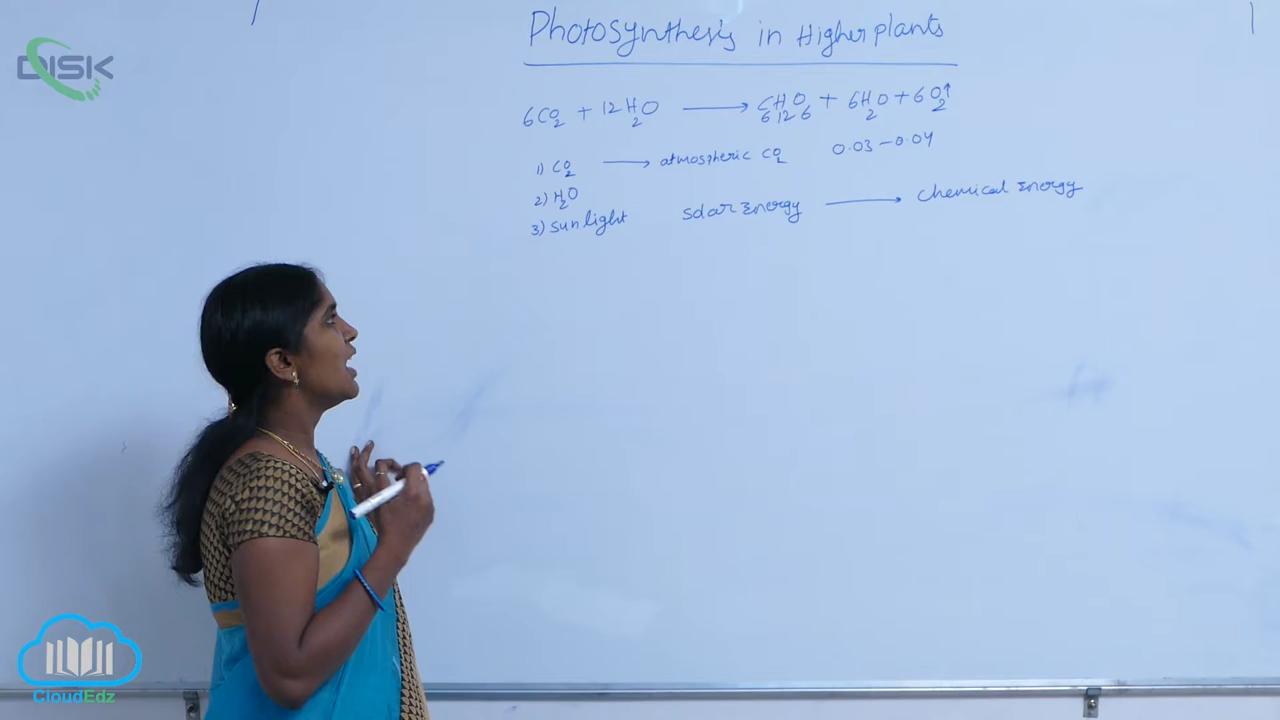 DISK
Photosynthesis in Higher plants
6CO2 + 12H2O ⟶ C6H12O6 + 6H2O + 6O2↑
1) CO2 ⟶ atmospheric CO2 0.03 - 0.04
2) H2O
3) sunlight solar Energy ⟶ chemical Energy
CloudEdz